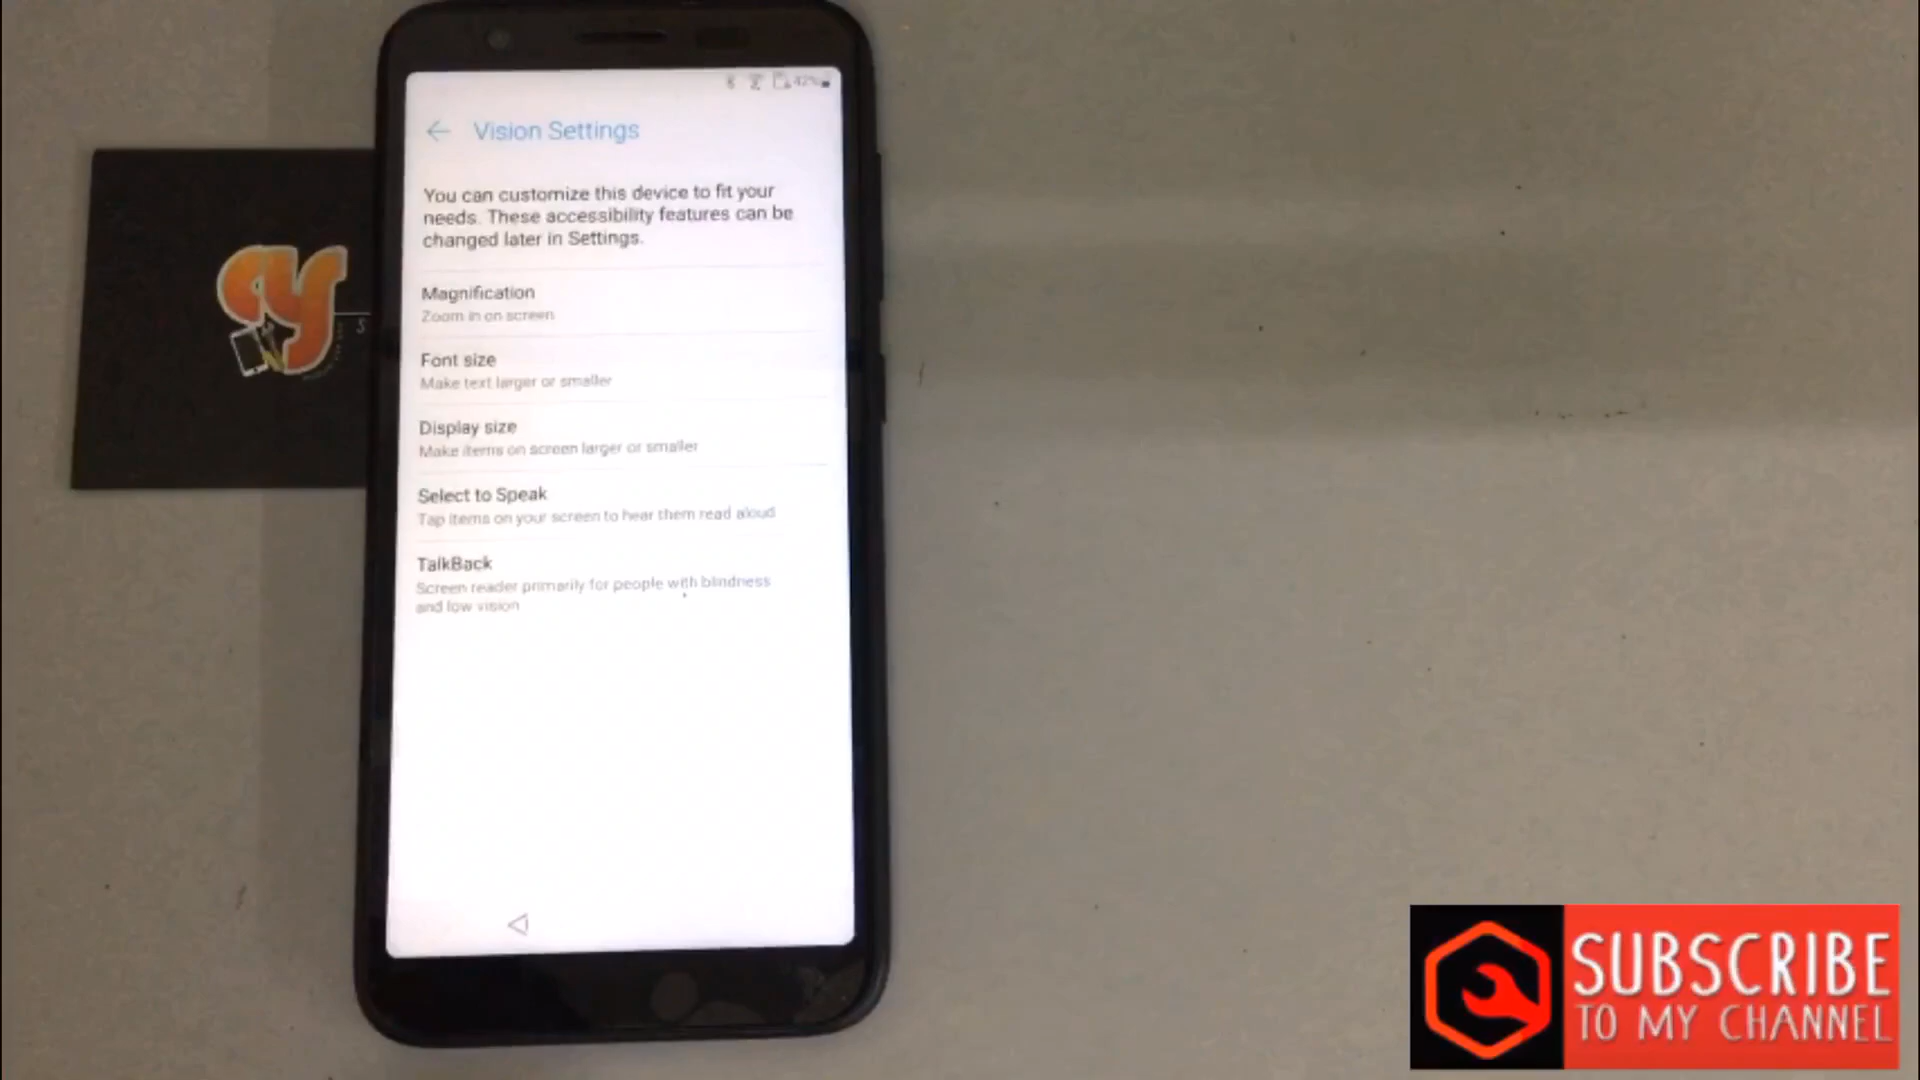 42%
Vision Settings
You can customize this device to fit your
needs. These accessibility features can be
changed later in Settings.
Magnification
Zoom in on screen
Font size
Make text larger or smaller
Display size
Make items on screen larger or smaller
Select to Speak
Tap items on your screen to hear them read aloud
TalkBack
Screen reader primarily for people with blindness
and low vision
SUBSCRIBE
TO MY CHANNEL